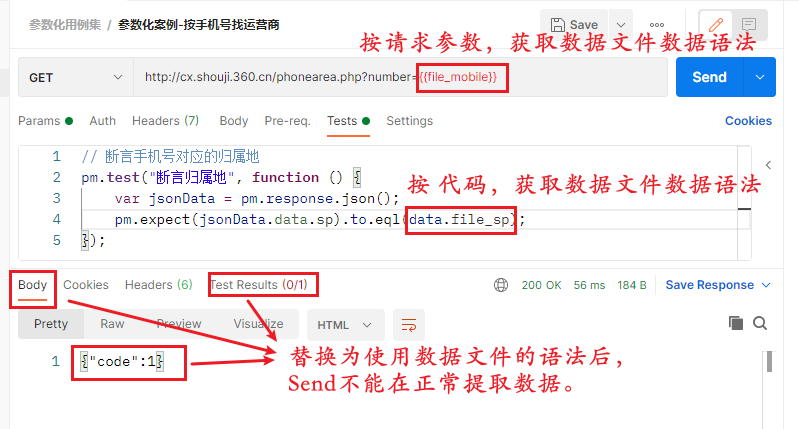 参数化用例集 / 参数化案例-按手机号找运营商
Save
按请求参数，获取数据文件数据语法
GET
http://cx.shouji.360.cn/phonearea.php?number={{file_mobile}}
Send
Params Auth Headers (7) Body Pre-req. Tests Settings Cookies
1 // 断言手机号对应的归属地
2 pm.test("断言归属地", function () {
3 var jsonData = pm.response.json();
按 代码，获取数据文件数据语法
4 pm.expect(jsonData.data.sp).to.eql(data.file_sp);
5 });
Body Cookies Headers (6) Test Results (0/1) 200 OK 56 ms 184 B Save Response
Pretty Raw Preview Visualize HTML
1 {"code":1}
替换为使用数据文件的语法后，
Send不能在正常提取数据。